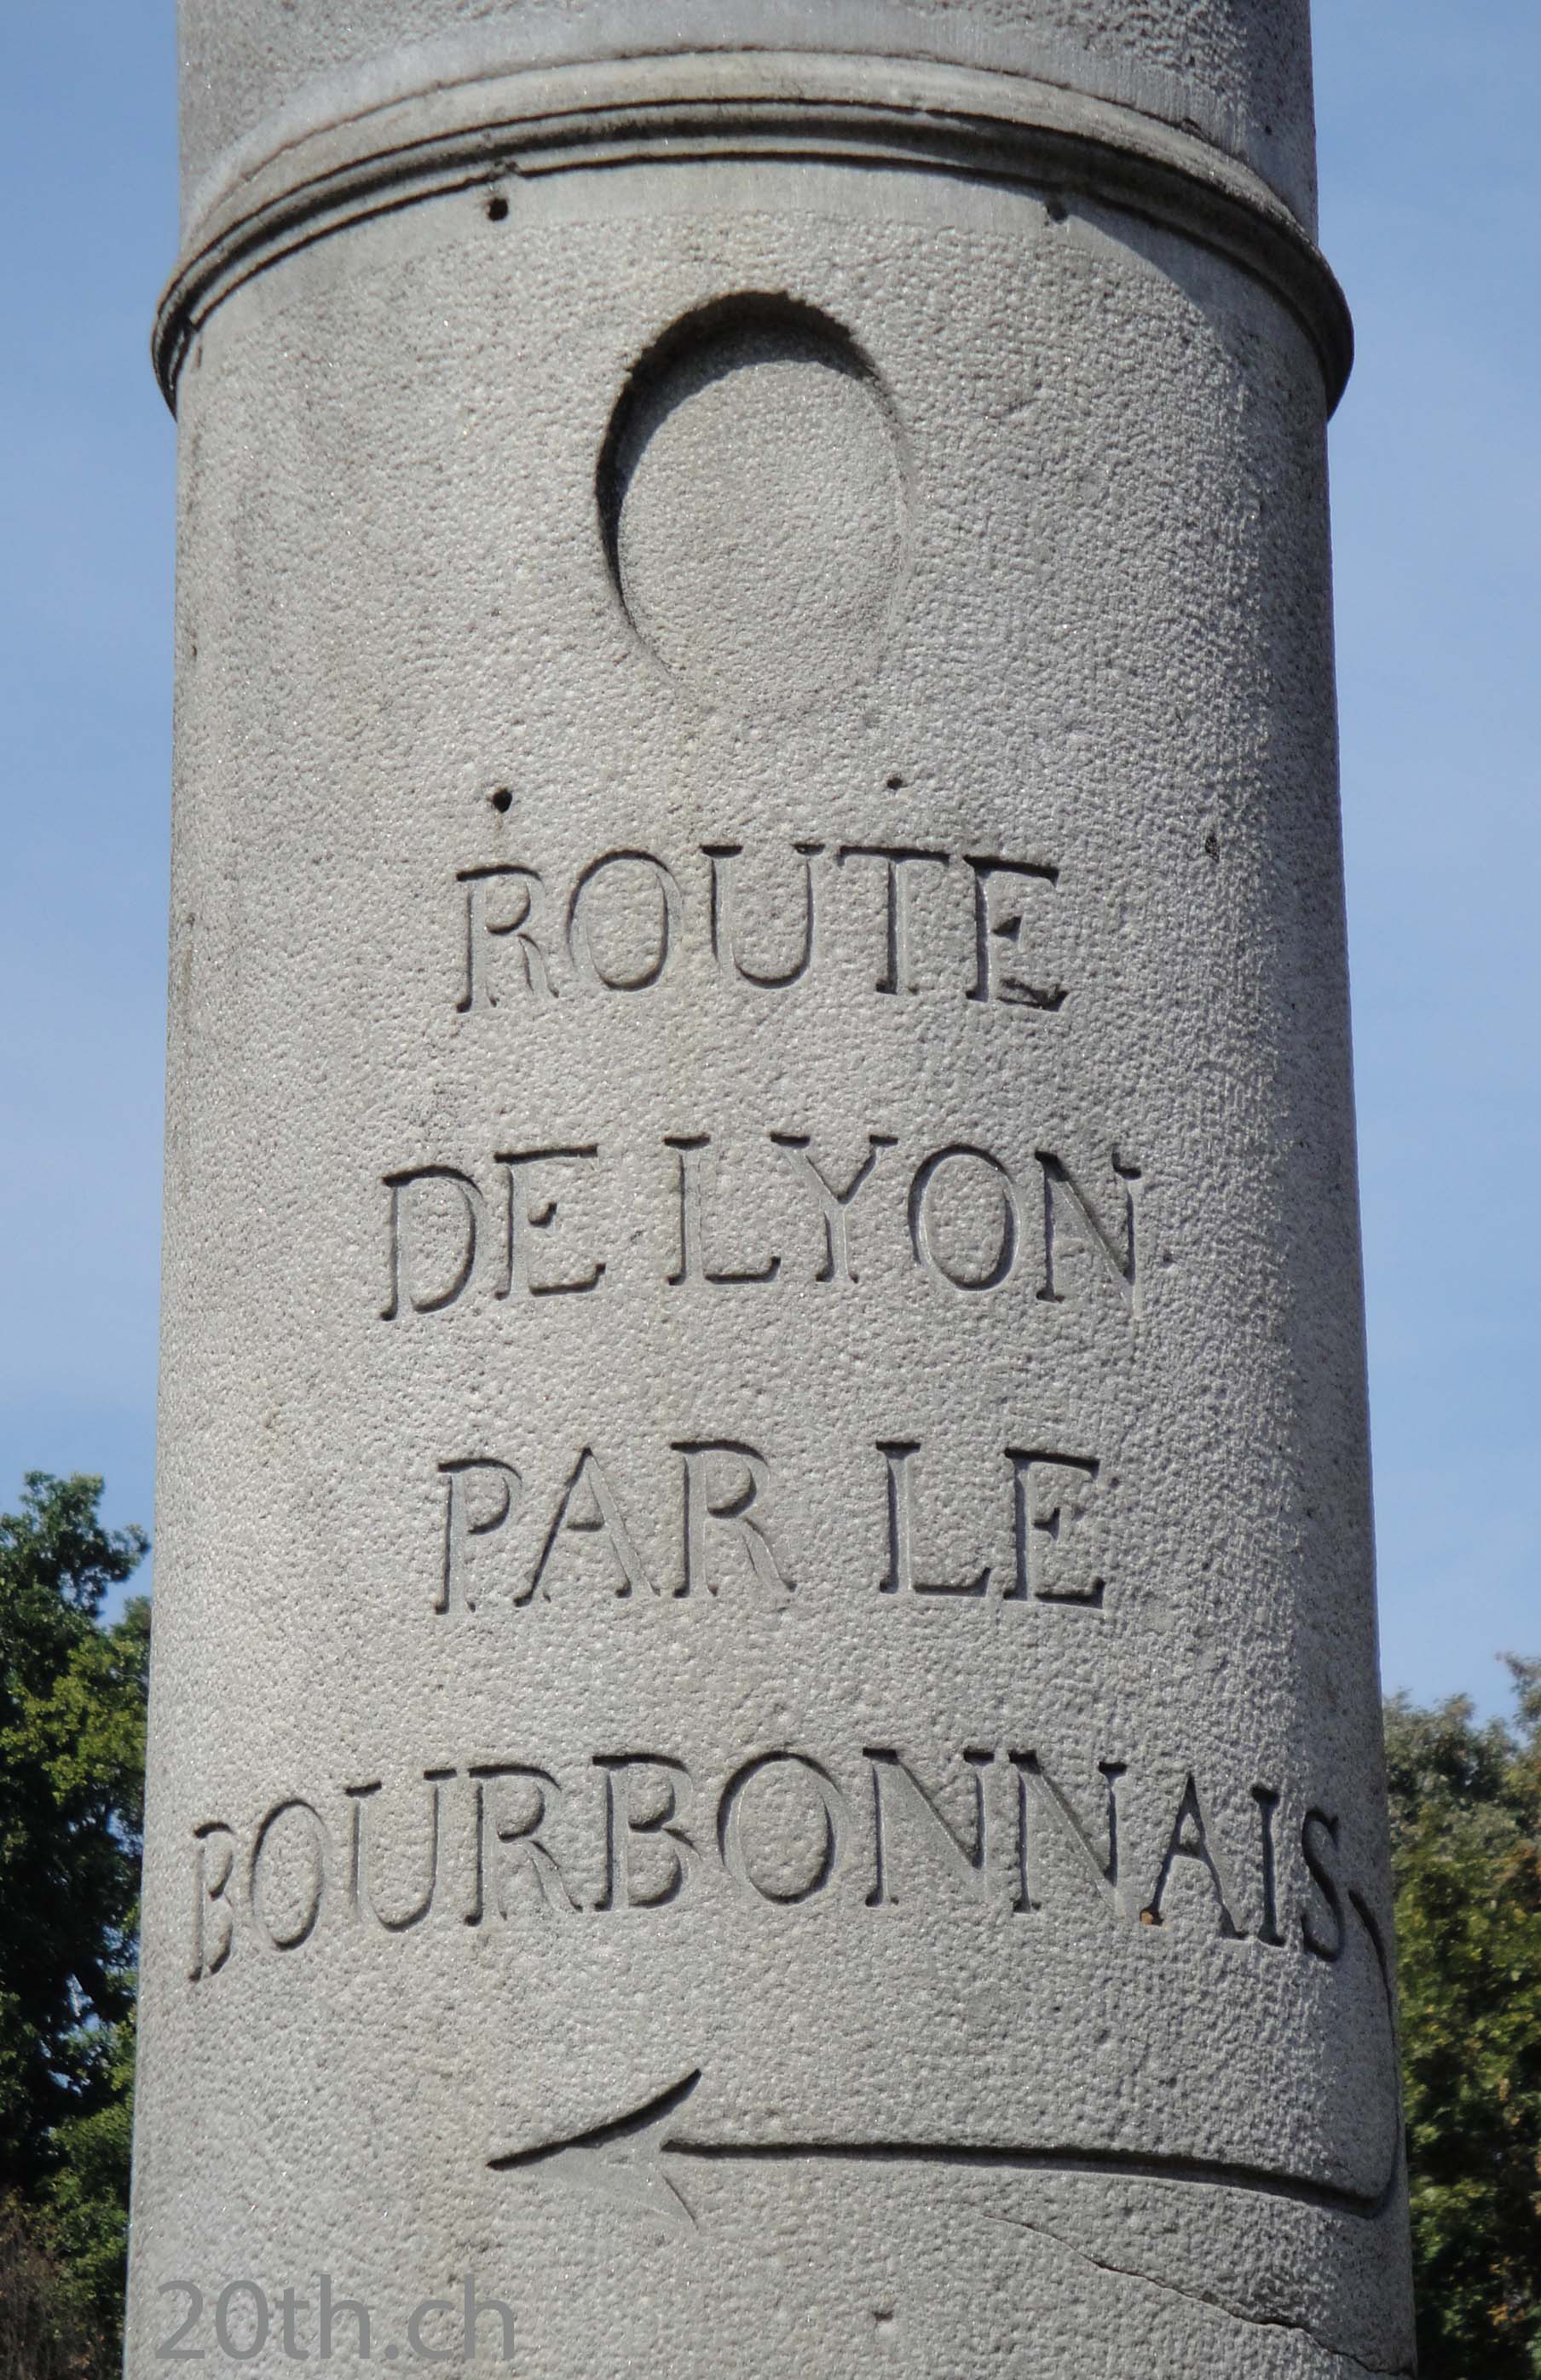 ROUTE
DE LYON
PAR LE
BOURBONNAIS
20th.ch